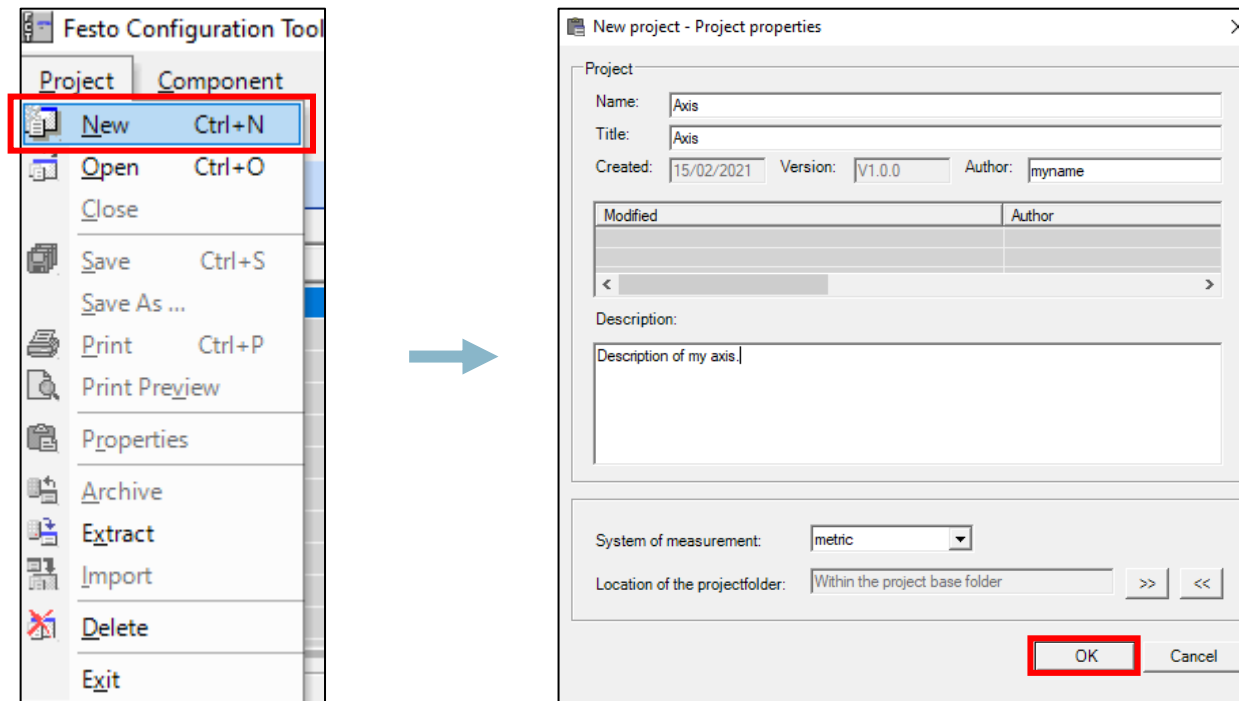 Festo Configuration Tool
Project Component
New Ctrl+N
Open Ctrl+O
Close
Save Ctrl+S
Save As ...
Print Ctrl+P
Print Preview
Properties
Archive
Extract
Import
Delete
Exit
New project - Project properties
Project
Name: Axis
Title: Axis
Created: 15/02/2021 Version: V1.0.0 Author: myname
Modified Author
Description:
Description of my axis.
System of measurement: metric
Location of the projectfolder: Within the project base folder >> <<
OK Cancel